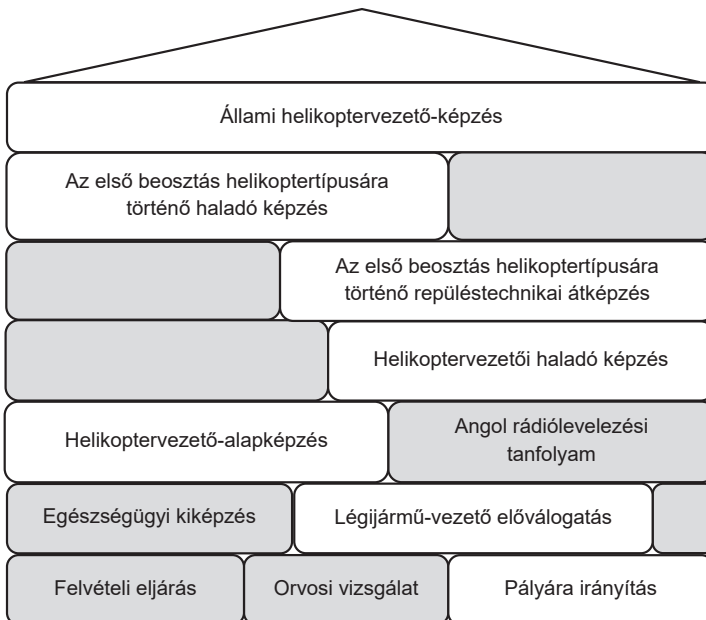 Állami helikoptervezető-képzés
Az első beosztás helikoptertípusára
történő haladó képzés
Az első beosztás helikoptertípusára
történő repüléstechnikai átképzés
Helikoptervezetői haladó képzés
Helikoptervezető-alapképzés
Angol rádiólevelezési
tanfolyam
Egészségügyi kiképzés
Légijármű-vezető előválogatás
Felvételi eljárás
Orvosi vizsgálat
Pályára irányítás